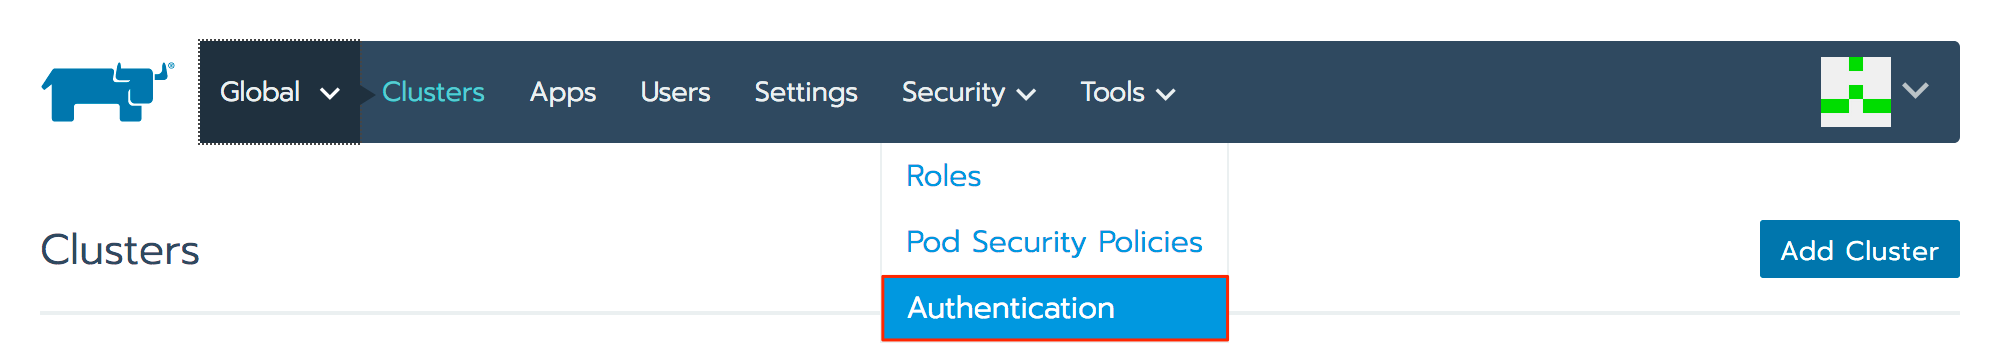 Global Clusters Apps Users Settings Security Tools
Roles
Pod Security Policies
Clusters Add Cluster
Authentication